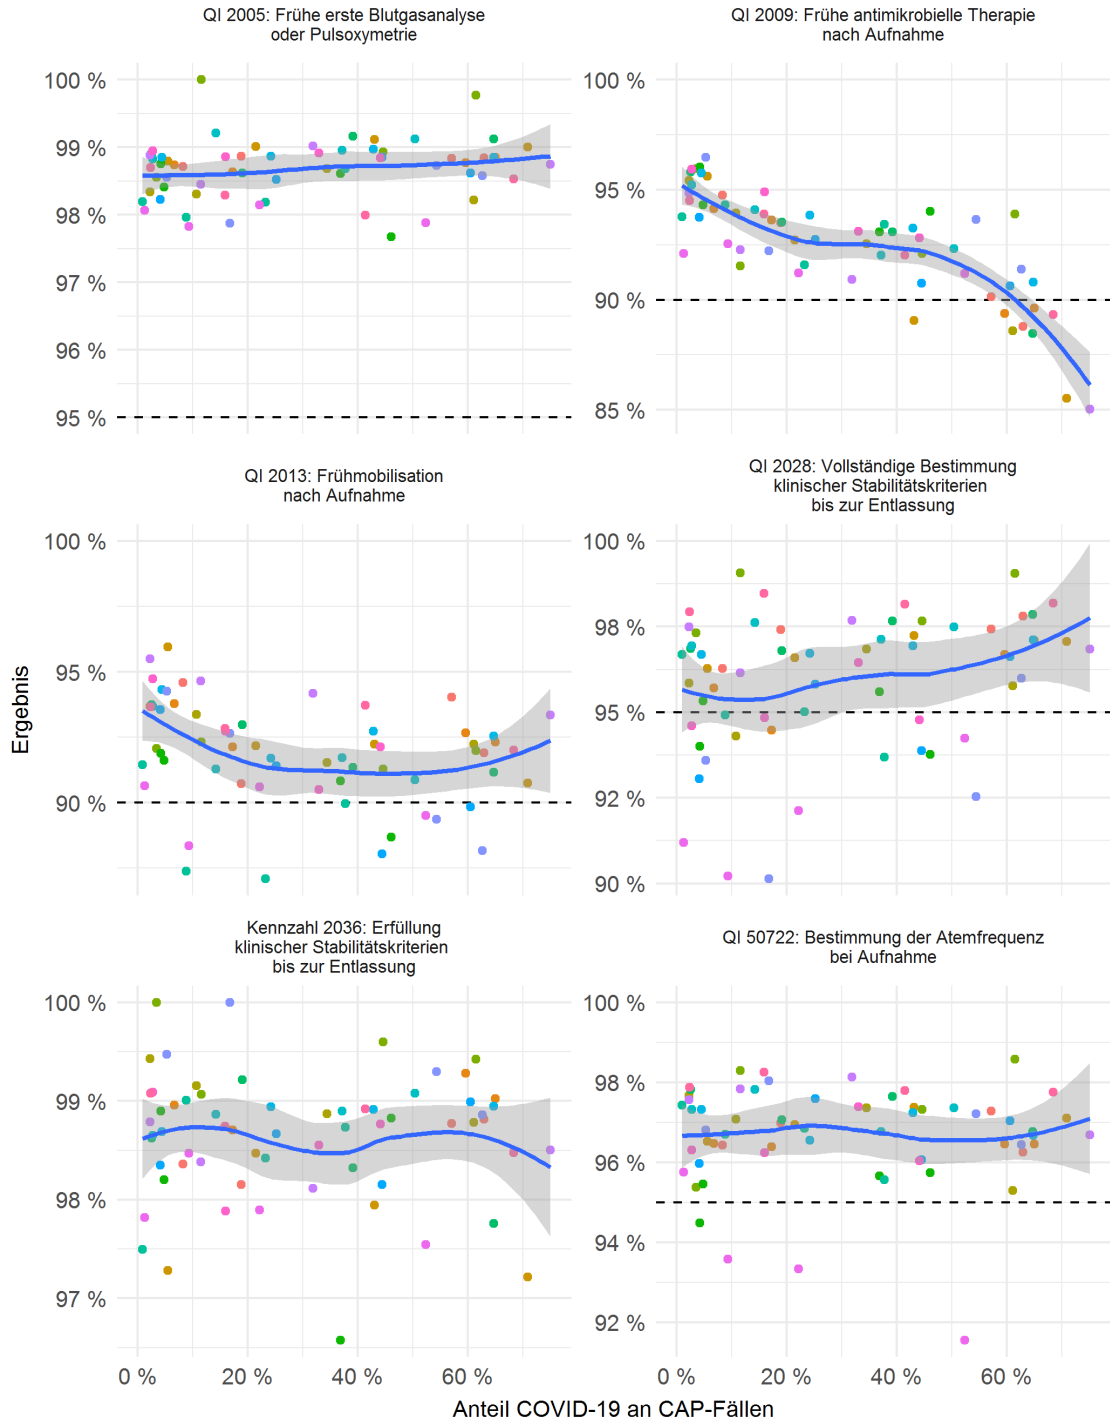 QI 2005: Frühe erste Blutgasanalyse
oder Pulsoxymetrie
QI 2009: Frühe antimikrobielle Therapie
nach Aufnahme
100 %
99 %
98 %
97 %
96 %
95 %
100 %
95 %
90 %
85 %
QI 2013: Frühmobilisation
nach Aufnahme
QI 2028: Vollständige Bestimmung
klinischer Stabilitätskriterien
bis zur Entlassung
100 %
95 %
90 %
100 %
98 %
95 %
92 %
90 %
Ergebnis
Kennzahl 2036: Erfüllung
klinischer Stabilitätskriterien
bis zur Entlassung
QI 50722: Bestimmung der Atemfrequenz
bei Aufnahme
100 %
99 %
98 %
97 %
100 %
98 %
96 %
94 %
92 %
0 %
20 %
40 %
60 %
0 %
20 %
40 %
60 %
Anteil COVID-19 an CAP-Fällen